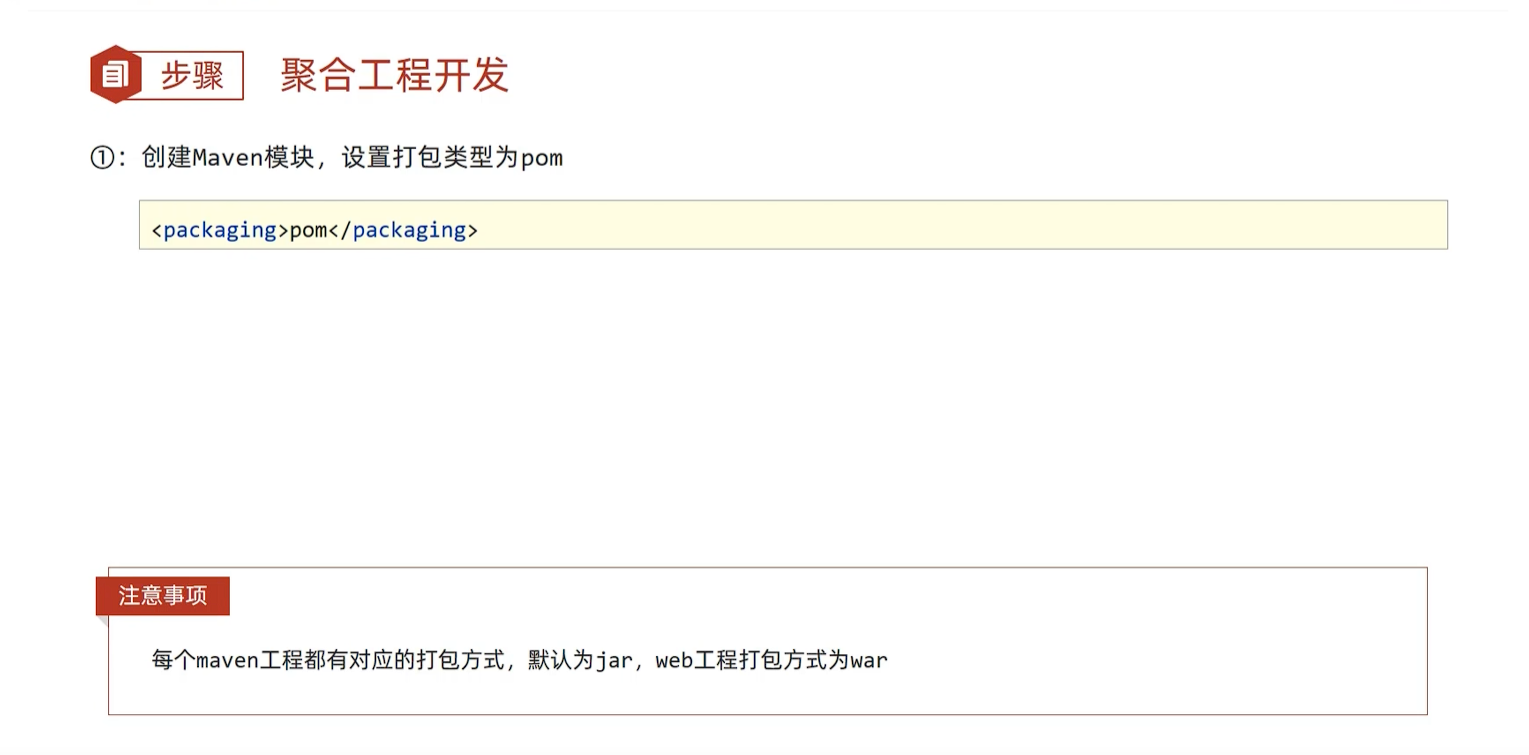 步骤 聚合工程开发
①：创建Maven模块，设置打包类型为pom
<packaging>pom</packaging>
注意事项
每个maven工程都有对应的打包方式，默认为jar，web工程打包方式为war